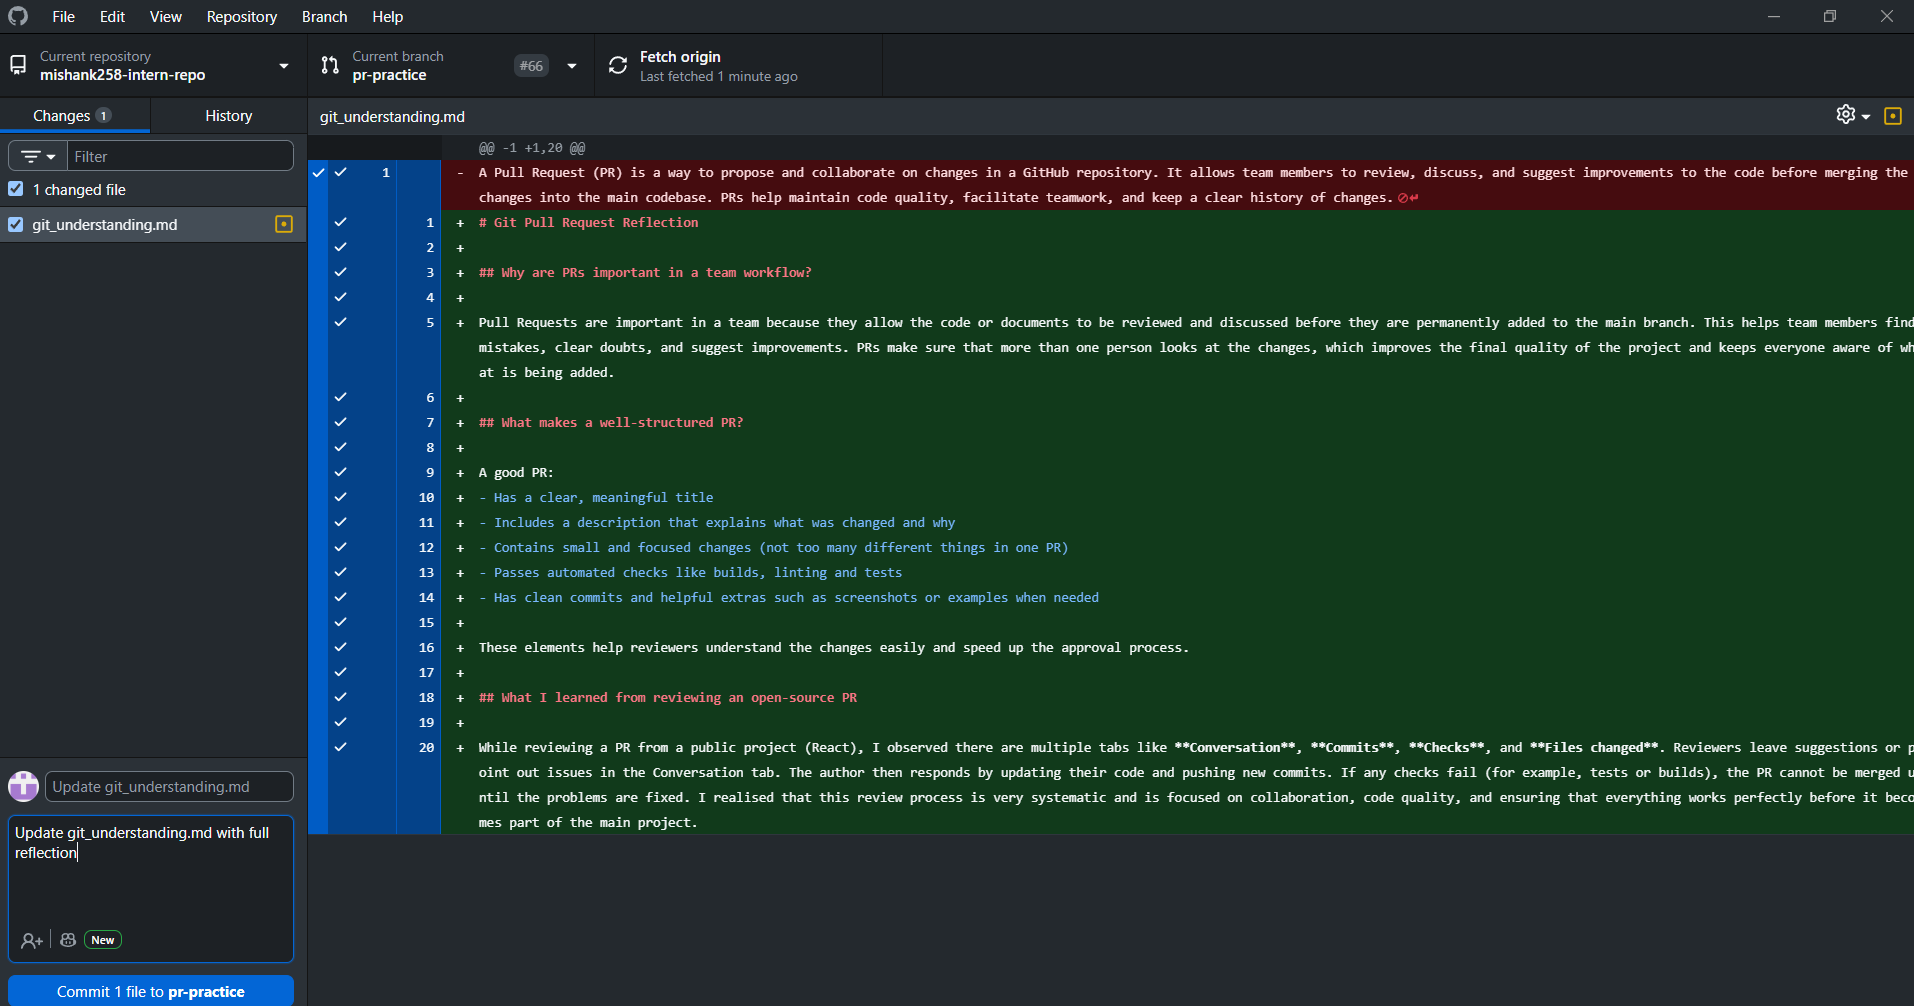 File Edit View Repository Branch Help
Current repository
mishank258-intern-repo
Current branch
pr-practice
#66
Fetch origin
Last fetched 1 minute ago
Changes 1 History
Filter
1 changed file
git_understanding.md
git_understanding.md
@@ -1 +1,20 @@
1 - A Pull Request (PR) is a way to propose and collaborate on changes in a GitHub repository. It allows team members to review, discuss, and suggest improvements to the code before merging the
changes into the main codebase. PRs help maintain code quality, facilitate teamwork, and keep a clear history of changes.
1 + # Git Pull Request Reflection
2 +
3 + ## Why are PRs important in a team workflow?
4 +
5 + Pull Requests are important in a team because they allow the code or documents to be reviewed and discussed before they are permanently added to the main branch. This helps team members find
mistakes, clear doubts, and suggest improvements. PRs make sure that more than one person looks at the changes, which improves the final quality of the project and keeps everyone aware of wh
at is being added.
6 +
7 + ## What makes a well-structured PR?
8 +
9 + A good PR:
10 + - Has a clear, meaningful title
11 + - Includes a description that explains what was changed and why
12 + - Contains small and focused changes (not too many different things in one PR)
13 + - Passes automated checks like builds, linting and tests
14 + - Has clean commits and helpful extras such as screenshots or examples when needed
15 +
16 + These elements help reviewers understand the changes easily and speed up the approval process.
17 +
18 + ## What I learned from reviewing an open-source PR
19 +
20 + While reviewing a PR from a public project (React), I observed there are multiple tabs like **Conversation**, **Commits**, **Checks**, and **Files changed**. Reviewers leave suggestions or p
oint out issues in the Conversation tab. The author then responds by updating their code and pushing new commits. If any checks fail (for example, tests or builds), the PR cannot be merged u
ntil the problems are fixed. I realised that this review process is very systematic and is focused on collaboration, code quality, and ensuring that everything works perfectly before it beco
mes part of the main project.
Update git_understanding.md
Update git_understanding.md with full
reflection
New
Commit 1 file to pr-practice